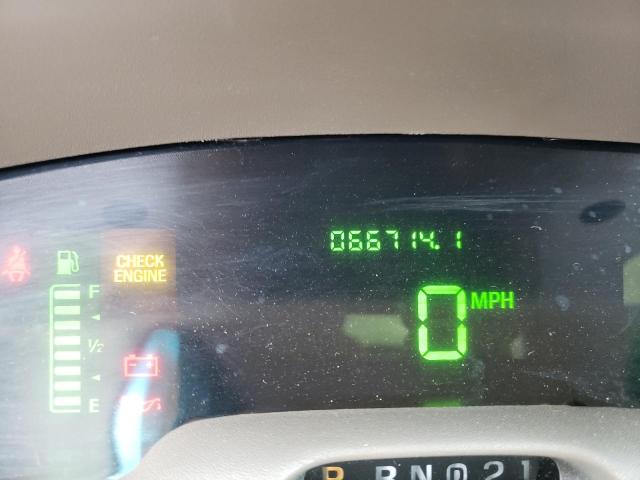 066714.1
CHECK
ENGINE
F
MPH
0
1/2
E
P R N D 2 1